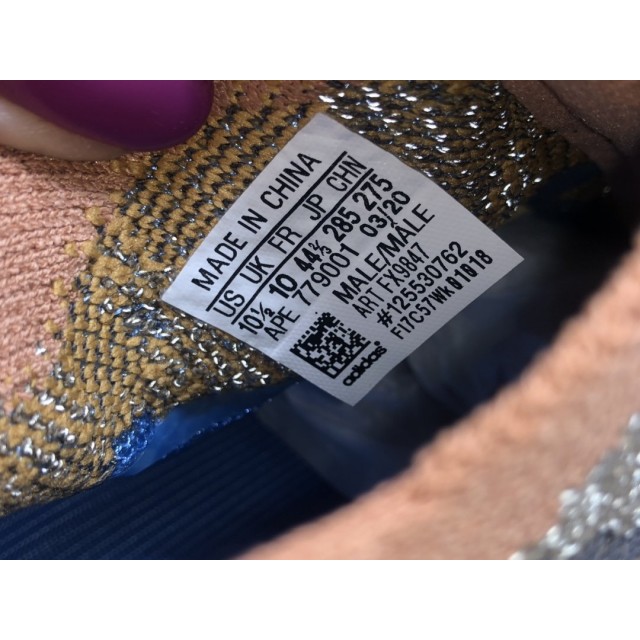 MADE IN CHINA
US UK FR JP CHN
10½ 10 44⅔ 285 275
APE 779001 03/20
MALE/MÂLE
ART FX9847
#125530762
F17C57Wk01018
adidas